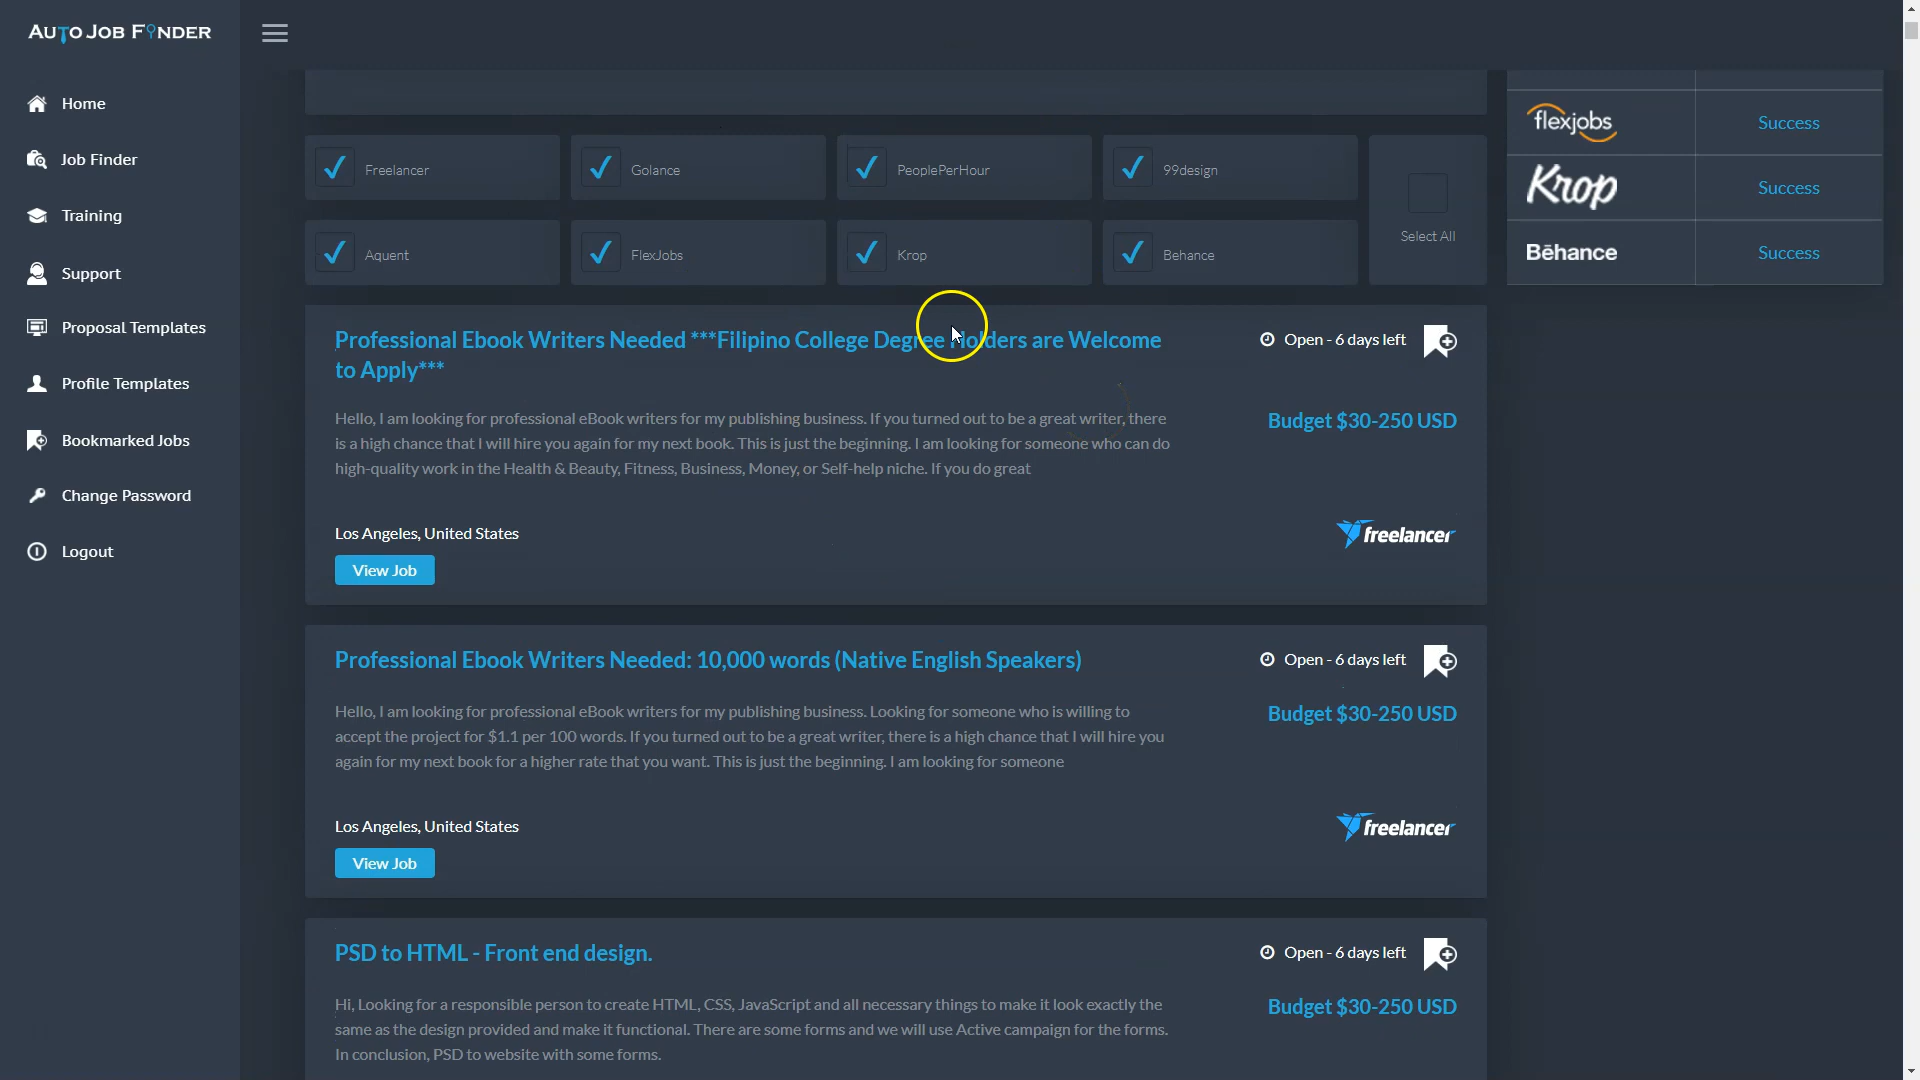 AUTO JOB FINDER
Home
Job Finder
Training
Support
Proposal Templates
Profile Templates
Bookmarked Jobs
Change Password
Logout
Freelancer
Golance
PeoplePerHour
99design
Aquent
FlexJobs
Krop
Behance
Select All
flexjobs
Success
Krop
Success
Bēhance
Success
Professional Ebook Writers Needed ***Filipino College Degree Holders are Welcome
to Apply***
Open - 6 days left
Hello, I am looking for professional eBook writers for my publishing business. If you turned out to be a great writer, there
is a high chance that I will hire you again for my next book. This is just the beginning. I am looking for someone who can do
high-quality work in the Health & Beauty, Fitness, Business, Money, or Self-help niche. If you do great
Budget $30-250 USD
Los Angeles, United States
freelancer
View Job
Professional Ebook Writers Needed: 10,000 words (Native English Speakers)
Open - 6 days left
Hello, I am looking for professional eBook writers for my publishing business. Looking for someone who is willing to
accept the project for $1.1 per 100 words. If you turned out to be a great writer, there is a high chance that I will hire you
again for my next book for a higher rate that you want. This is just the beginning. I am looking for someone
Budget $30-250 USD
Los Angeles, United States
freelancer
View Job
PSD to HTML - Front end design.
Open - 6 days left
Hi, Looking for a responsible person to create HTML, CSS, JavaScript and all necessary things to make it look exactly the
same as the design provided and make it functional. There are some forms and we will use Active campaign for the forms.
In conclusion, PSD to website with some forms.
Budget $30-250 USD